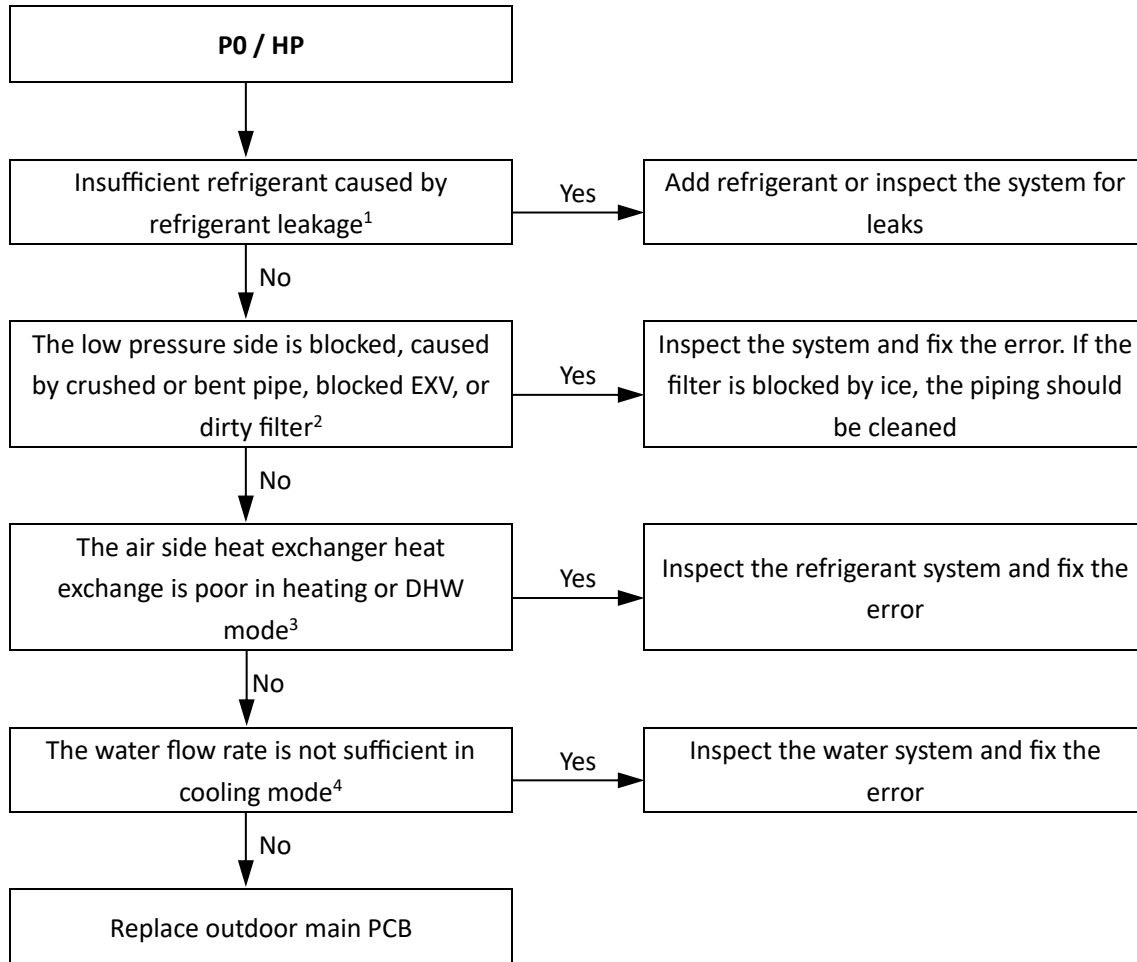 P0 / HP
Insufficient refrigerant caused by
refrigerant leakage¹
Yes
Add refrigerant or inspect the system for
leaks
No
The low pressure side is blocked, caused
by crushed or bent pipe, blocked EXV, or
dirty filter²
Yes
Inspect the system and fix the error. If the
filter is blocked by ice, the piping should
be cleaned
No
The air side heat exchanger heat
exchange is poor in heating or DHW
mode³
Yes
Inspect the refrigerant system and fix the
error
No
The water flow rate is not sufficient in
cooling mode⁴
Yes
Inspect the water system and fix the
error
No
Replace outdoor main PCB